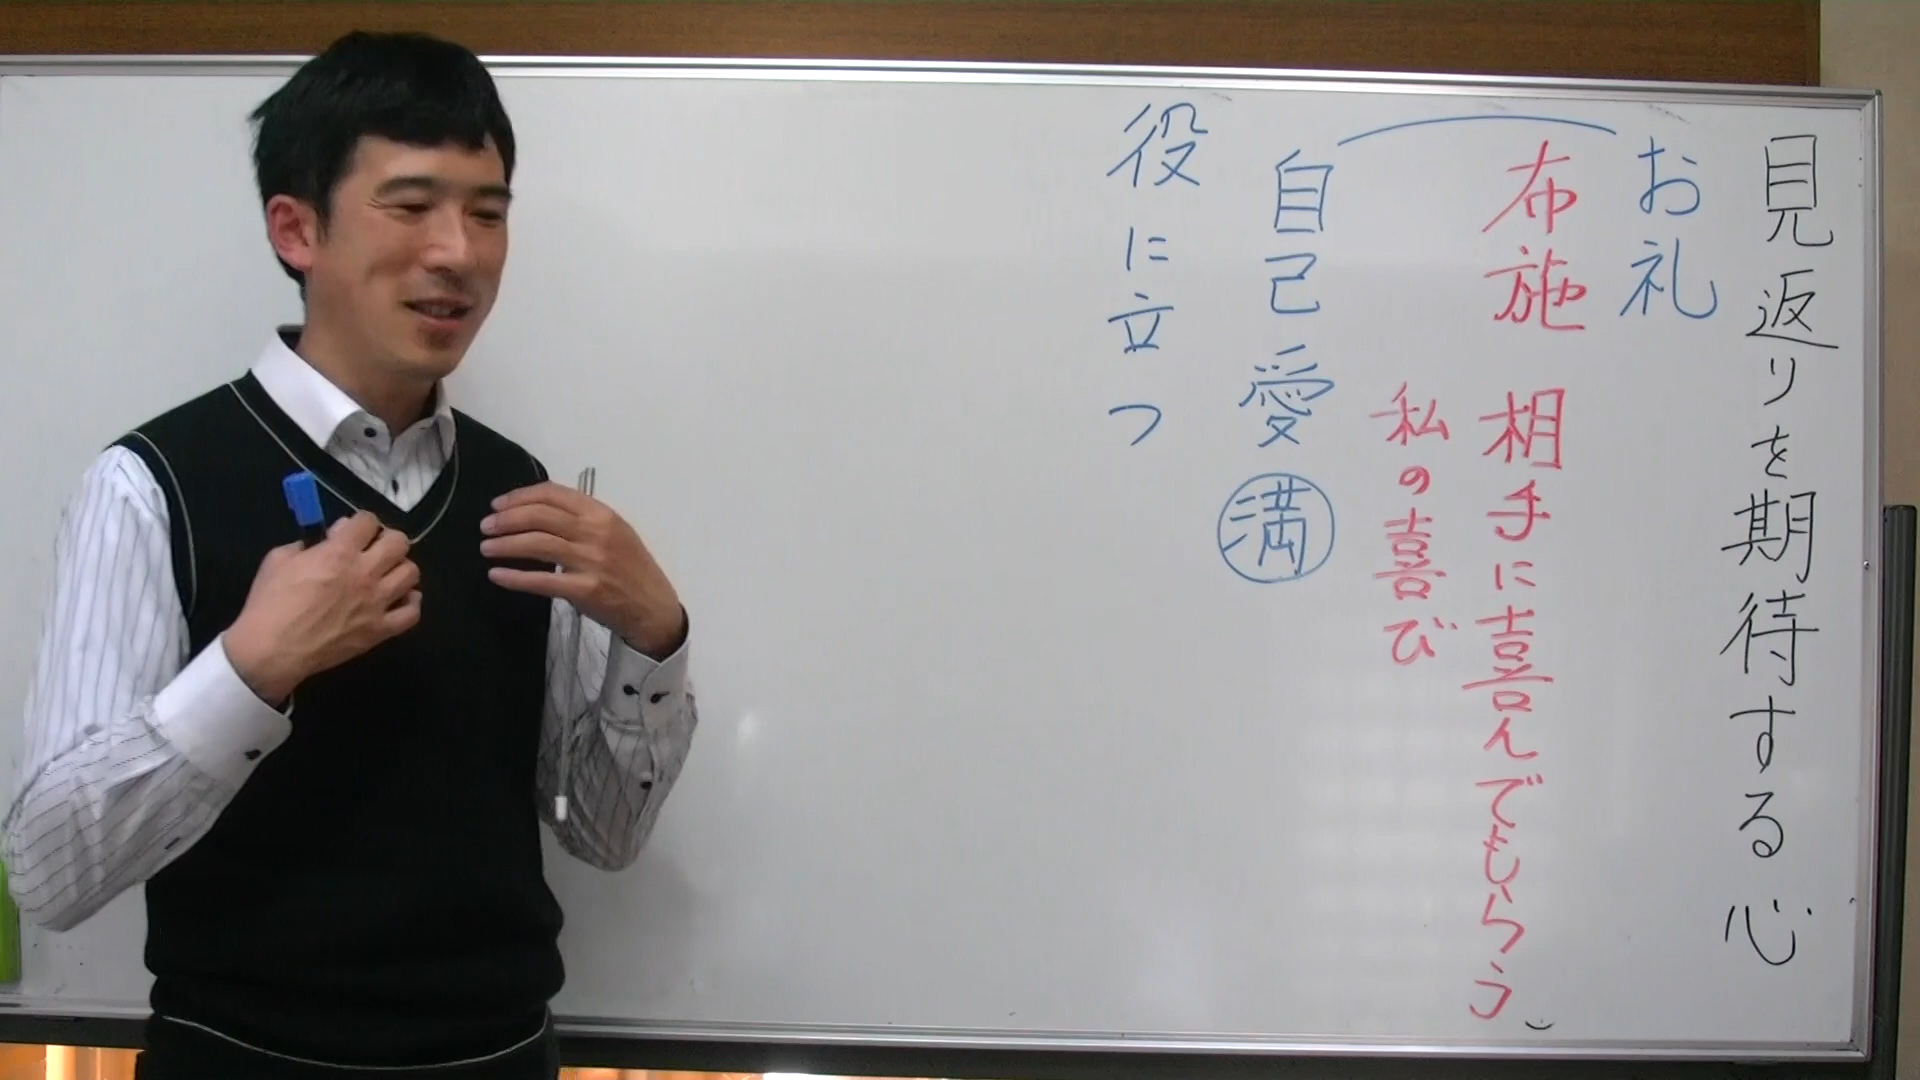 見返りを期待する心
お礼
布施 相手に喜んでもらう
私の喜び
自己愛満
役に立つ